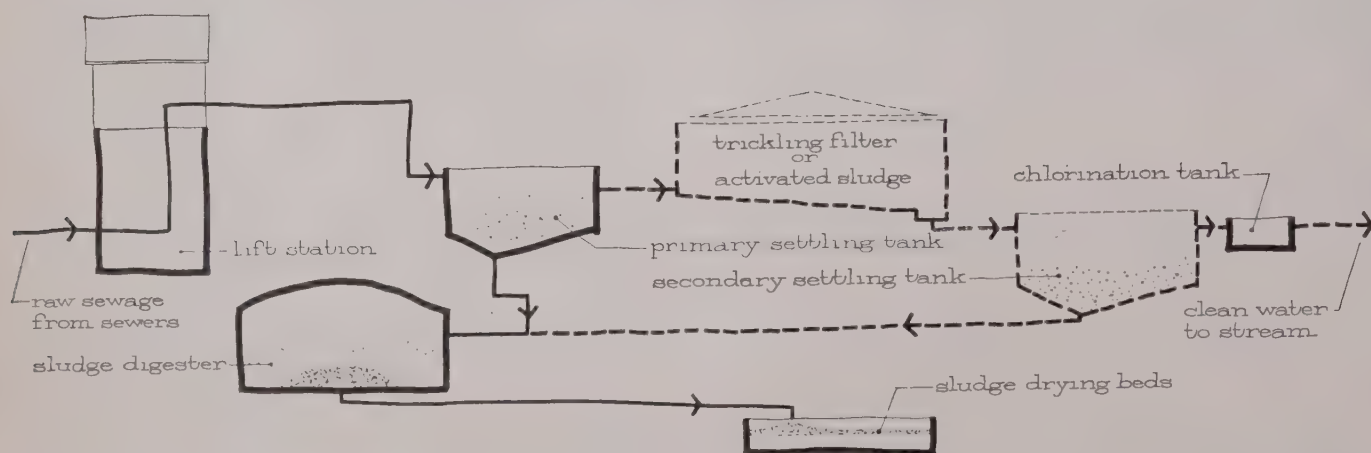 trickling filter
or
activated sludge
chlorination tank
lift station
primary settling tank
secondary settling tank
raw sewage
from sewers
clean water
to stream
sludge digester
sludge drying beds